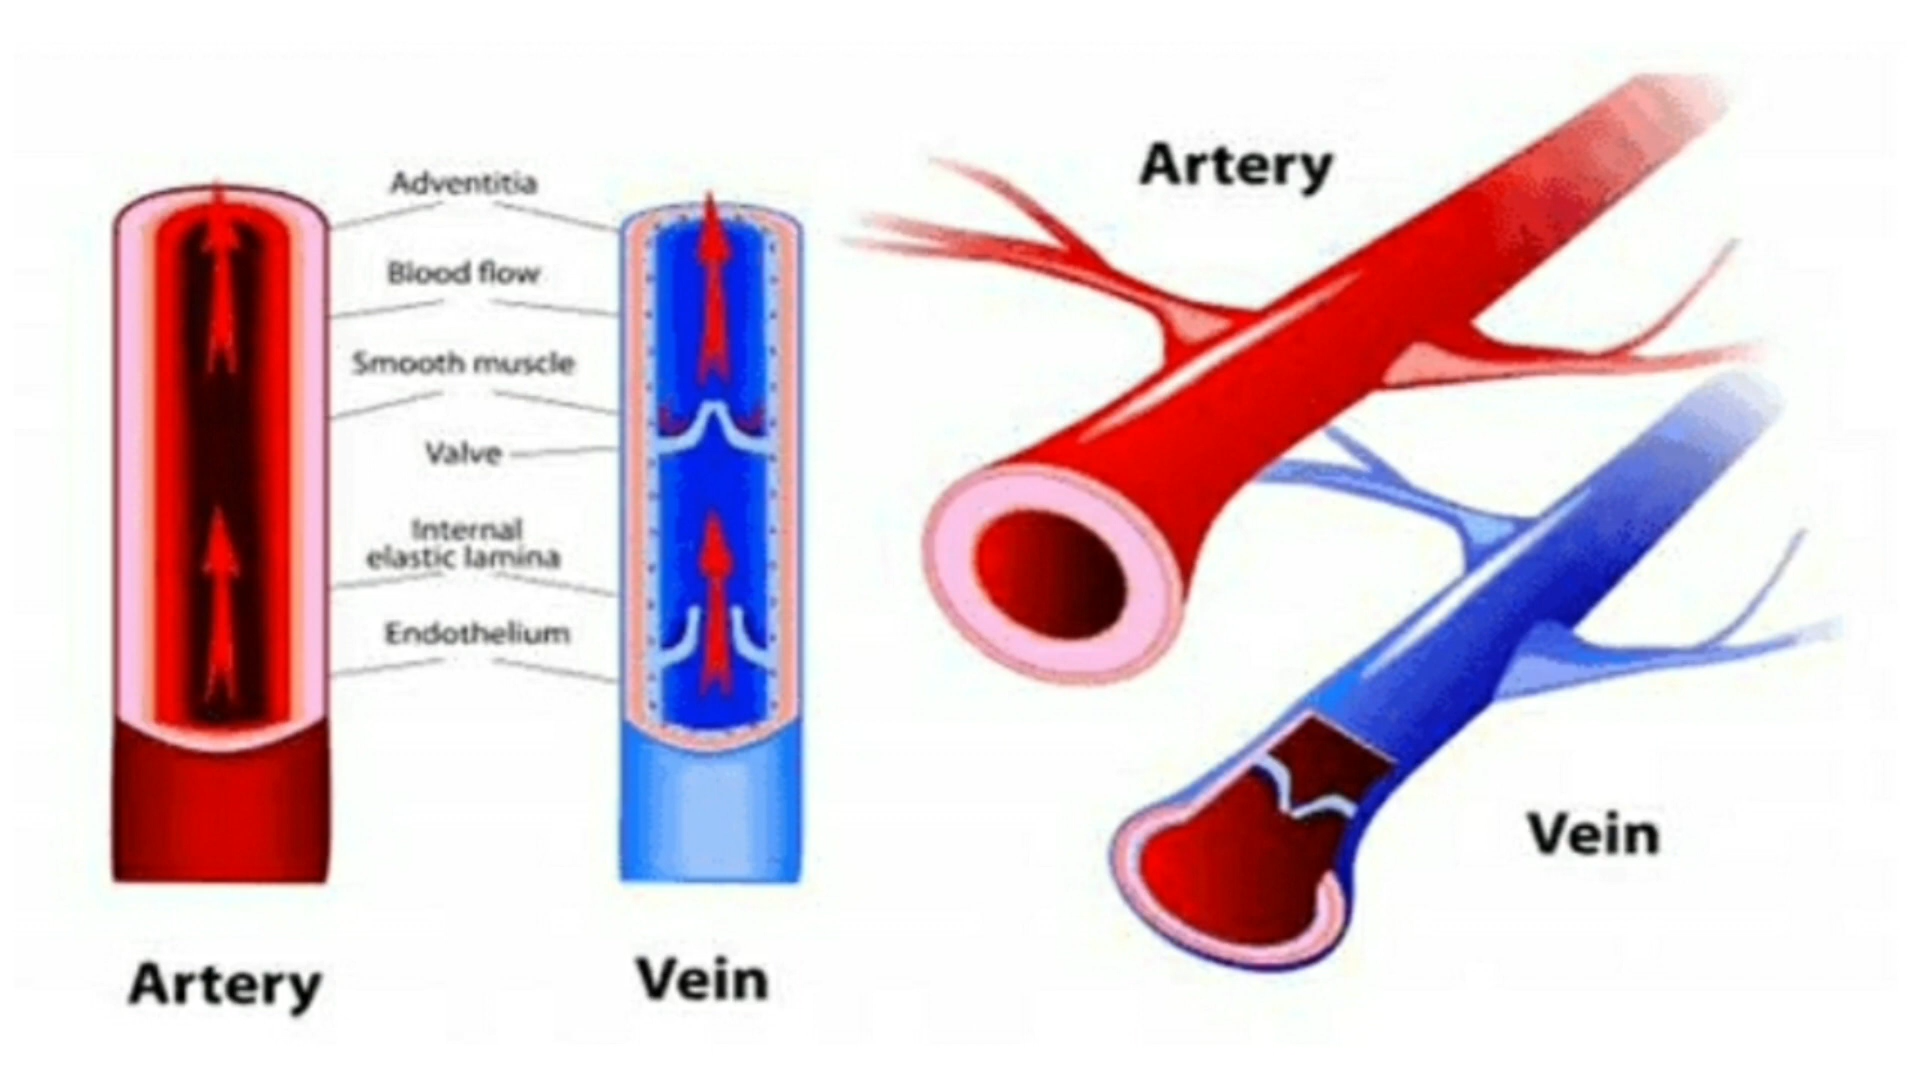 Adventitia
Blood flow
Smooth muscle
Valve
Internal
elastic lamina
Endothelium
Artery
Vein
Artery
Vein